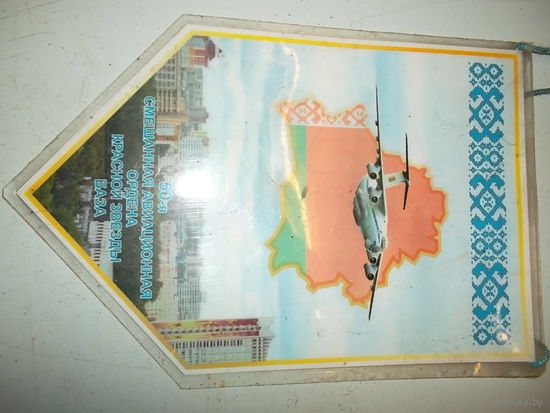 50-я
СМЕШАННАЯ АВИАЦИОННАЯ
ОРДЕНА
КРАСНОЙ ЗВЕЗДЫ
БАЗА